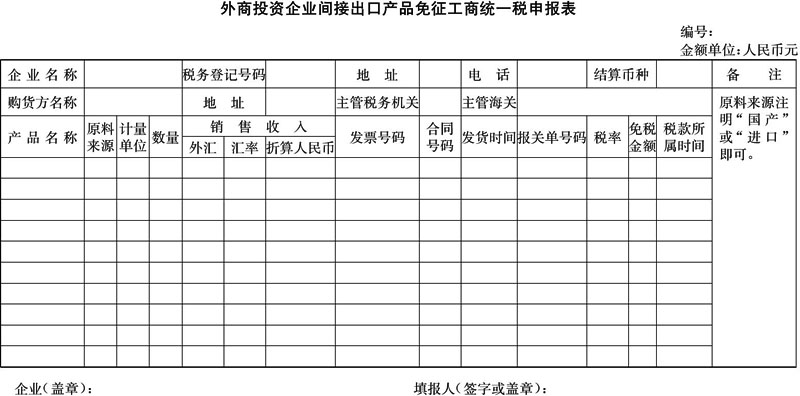 外商投资企业间接出口产品免征工商统一税申报表
编号：
金额单位：人民币元
企业名称 税务登记号码 地址 电话 结算币种 备注
购货方名称 地址 主管税务机关 主管海关
产品名称 原料来源 计量单位 数量 销售收入 发票号码 合同号码 发货时间 报关单号码 税率 免税金额 税款所属时间
外汇 汇率 折算人民币
原料来源注
明“国产”
或“进口”
即可。
企业（盖章）： 填报人（签字或盖章）：